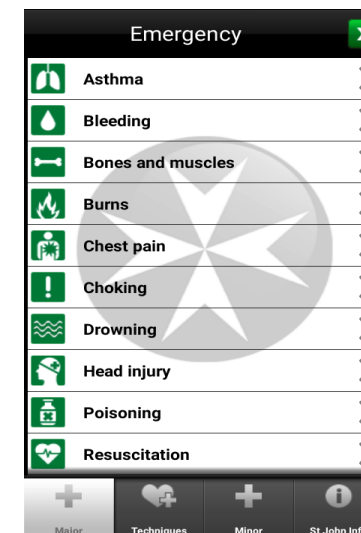 Emergency
Asthma
Bleeding
Bones and muscles
Burns
Chest pain
Choking
Drowning
Head injury
Poisoning
Resuscitation
Major Techniques Minor St John Inf